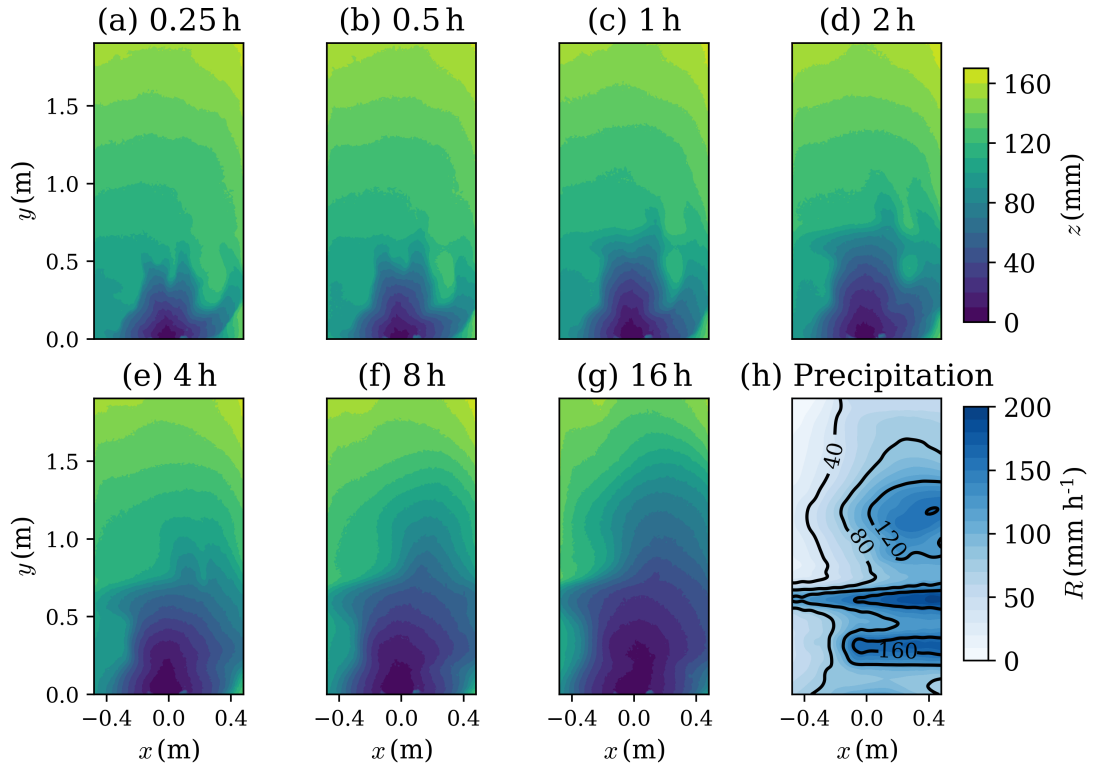 (a) 0.25 h
(b) 0.5 h
(c) 1 h
(d) 2 h
1.5
1.0
0.5
0.0
y (m)
160
120
80
40
0
z (mm)
(e) 4 h
(f) 8 h
(g) 16 h
(h) Precipitation
1.5
1.0
0.5
0.0
y (m)
40
80
120
160
200
150
100
50
0
R (mm h⁻¹)
−0.4 0.0 0.4
−0.4 0.0 0.4
−0.4 0.0 0.4
−0.4 0.0 0.4
x (m)
x (m)
x (m)
x (m)